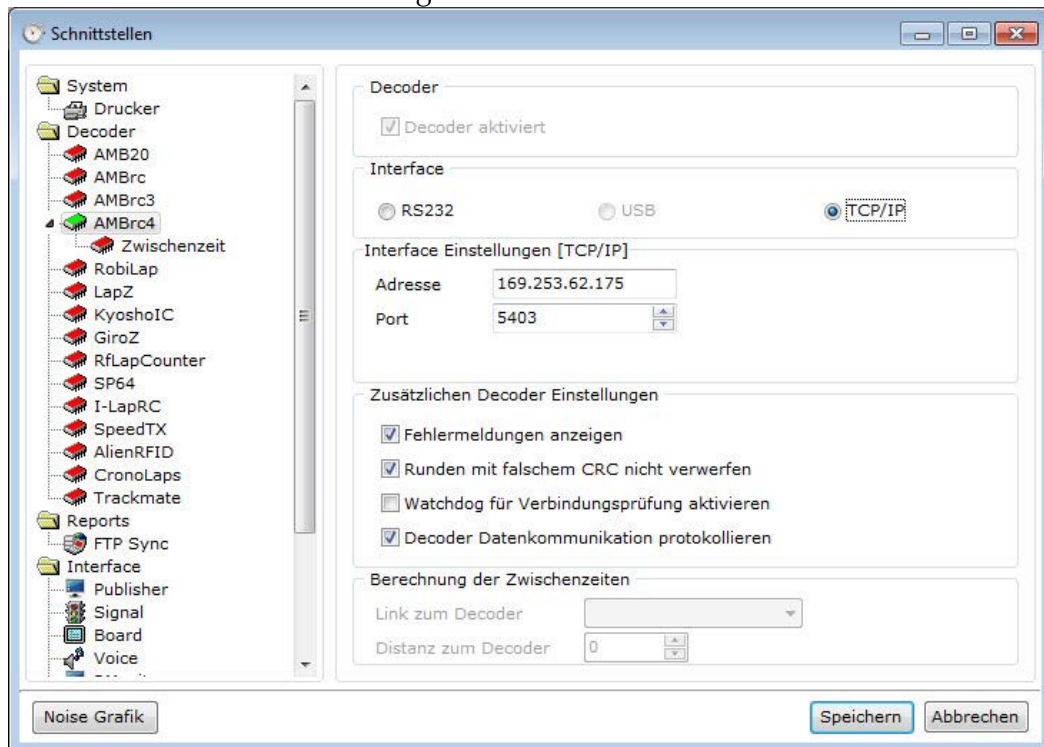 Schnittstellen
System
Drucker
Decoder
AMB20
AMBrc
AMBrc3
AMBrc4
Zwischenzeit
RobiLap
LapZ
KyoshoIC
GiroZ
RfLapCounter
SP64
I-LapRC
SpeedTX
AlienRFID
CronoLaps
Trackmate
Reports
FTP Sync
Interface
Publisher
Signal
Board
Voice
Decoder
Decoder aktiviert
Interface
RS232 USB TCP/IP
Interface Einstellungen [TCP/IP]
Adresse 169.253.62.175
Port 5403
Zusätzlichen Decoder Einstellungen
Fehlermeldungen anzeigen
Runden mit falschem CRC nicht verwerfen
Watchdog für Verbindungsprüfung aktivieren
Decoder Datenkommunikation protokollieren
Berechnung der Zwischenzeiten
Link zum Decoder
Distanz zum Decoder 0
Noise Grafik Speichern Abbrechen